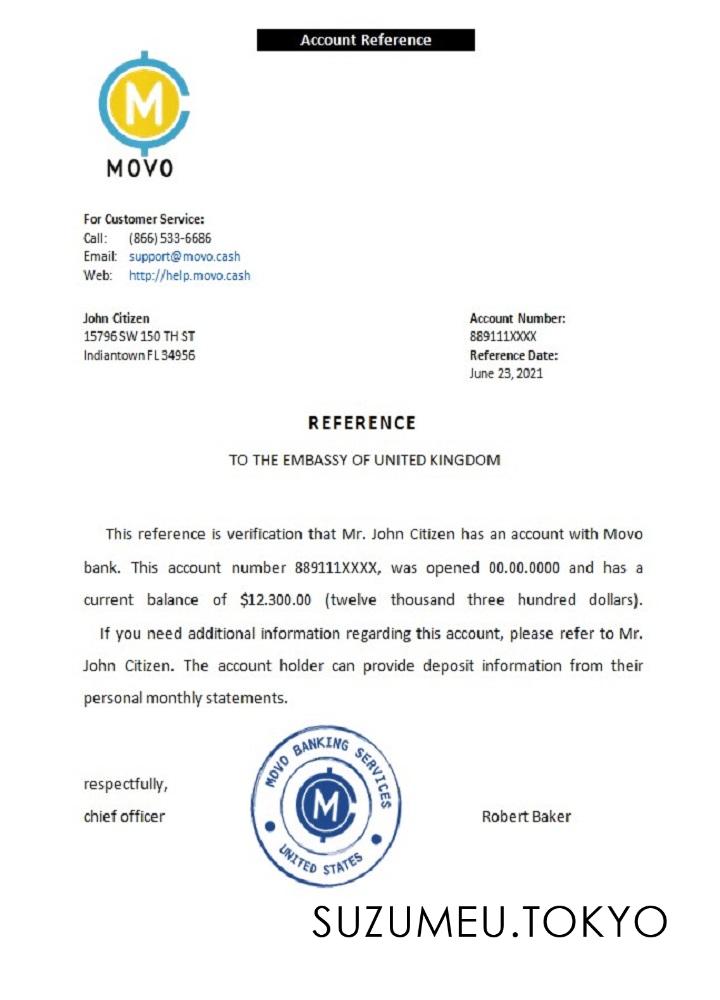 Account Reference
M
MOVO
For Customer Service:
Call: (866) 533-6686
Email: support@movo.cash
Web: http://help.movo.cash
John Citizen
15796 SW 150 TH ST
Indiantown FL 34956
Account Number:
889111XXXX
Reference Date:
June 23, 2021
REFERENCE
TO THE EMBASSY OF UNITED KINGDOM
This reference is verification that Mr. John Citizen has an account with Movo
bank. This account number 889111XXXX, was opened 00.00.0000 and has a
current balance of $12.300.00 (twelve thousand three hundred dollars).
If you need additional information regarding this account, please refer to Mr.
John Citizen. The account holder can provide deposit information from their
personal monthly statements.
MOVO BANKING SERVICES
M
UNITED STATES
respectfully,
chief officer
Robert Baker
SUZUMEU.TOKYO